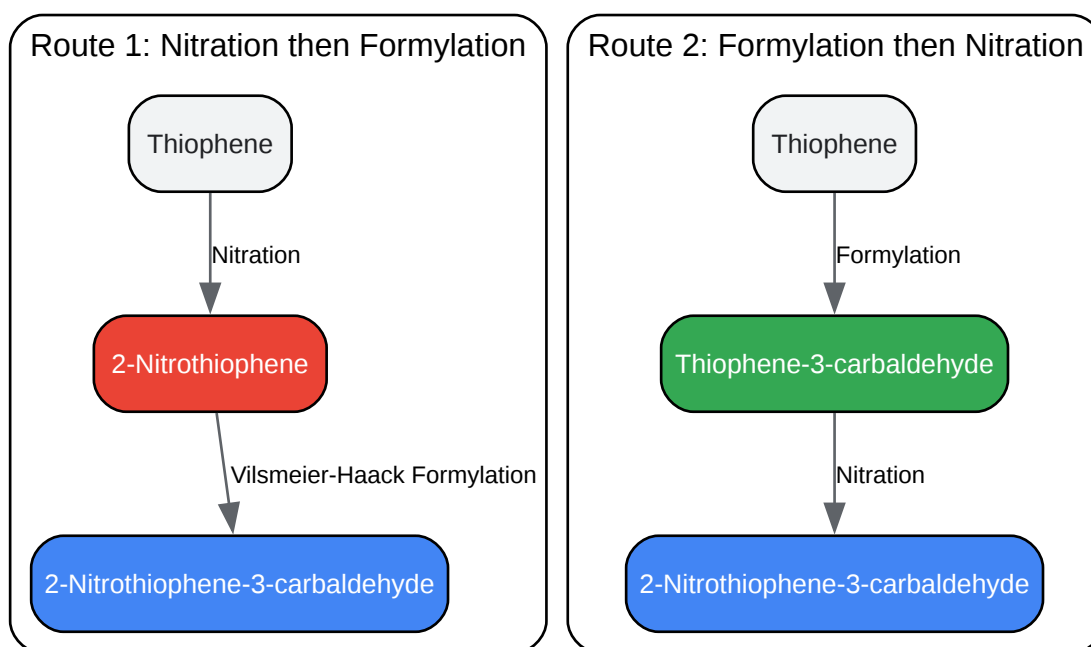 Route 1: Nitration then Formylation
Thiophene
Nitration
2-Nitrothiophene
Vilsmeier-Haack Formylation
2-Nitrothiophene-3-carbaldehyde
Route 2: Formylation then Nitration
Thiophene
Formylation
Thiophene-3-carbaldehyde
Nitration
2-Nitrothiophene-3-carbaldehyde